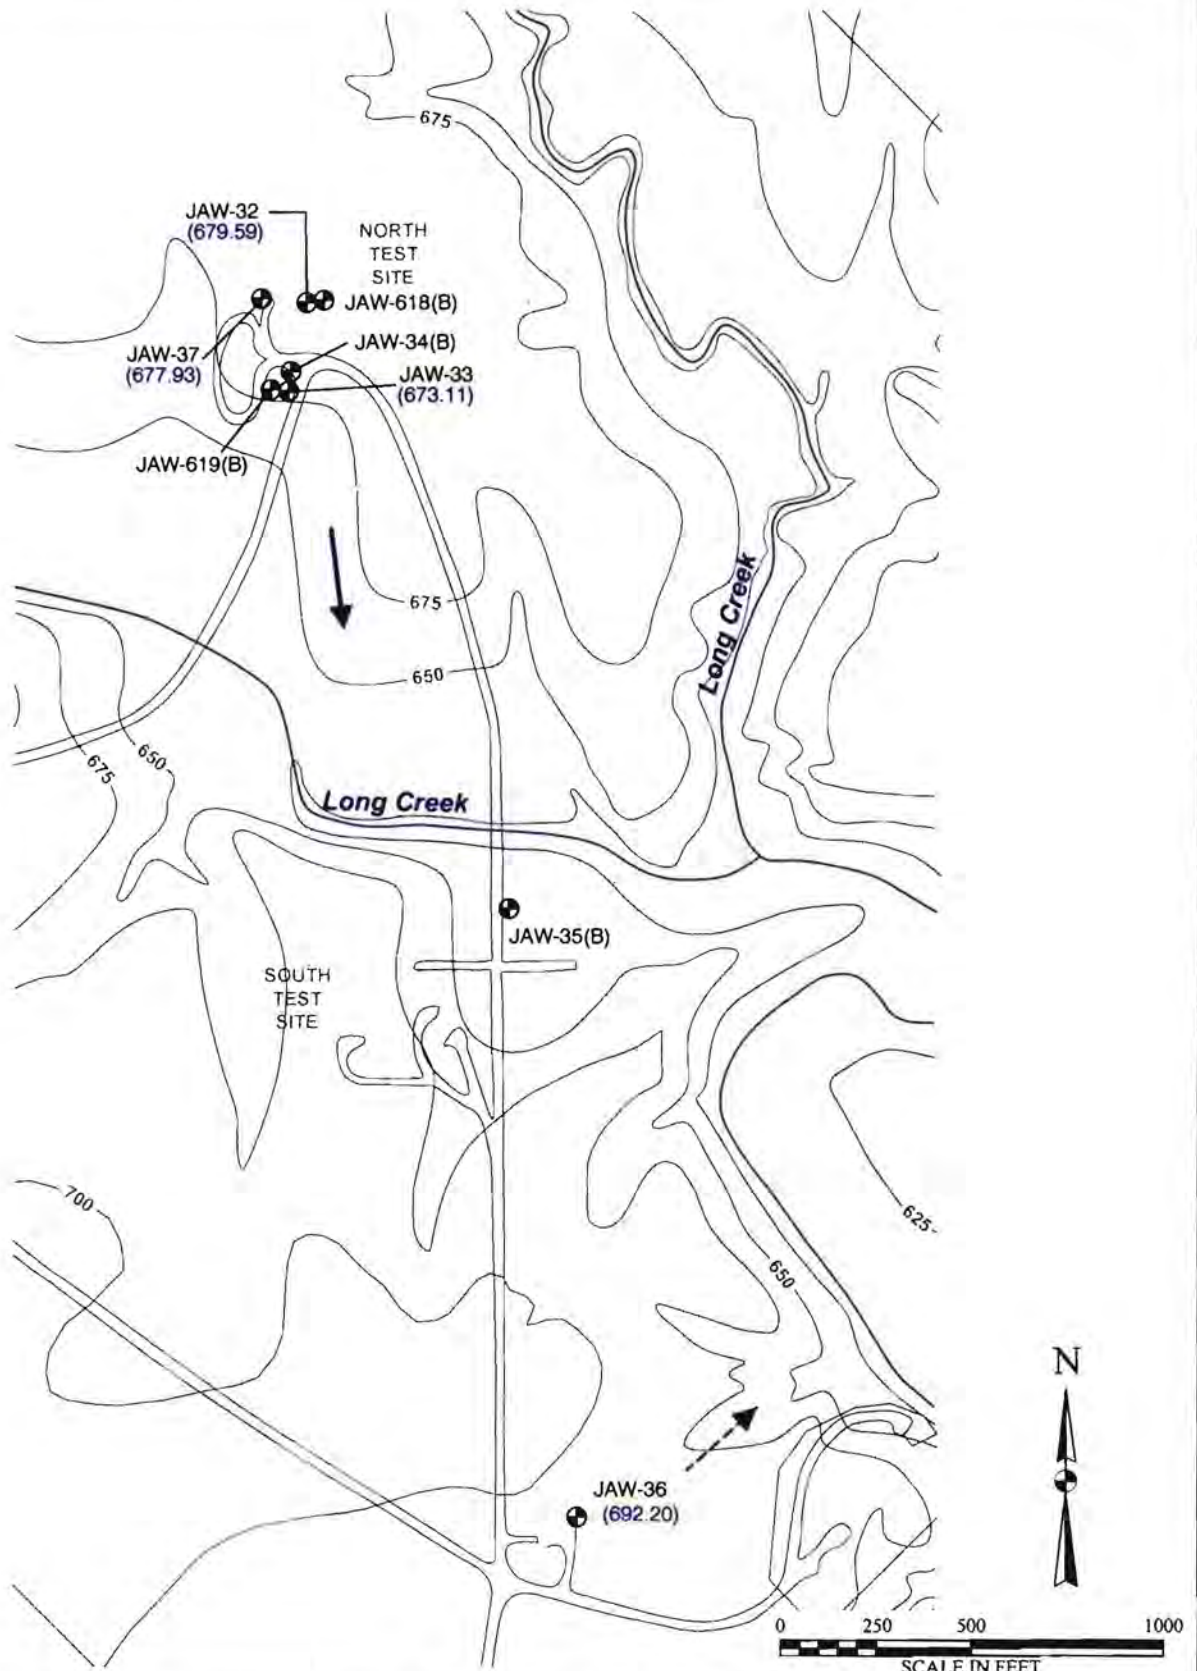 675
JAW-32
(679.59)
NORTH
TEST
SITE
JAW-618(B)
JAW-34(B)
JAW-37
(677.93)
JAW-33
(673.11)
JAW-619(B)
675
Long Creek
650
675
650
Long Creek
JAW-35(B)
SOUTH
TEST
SITE
700
625
650
N
JAW-36
(692.20)
0 250 500 1000
SCALE IN FEET